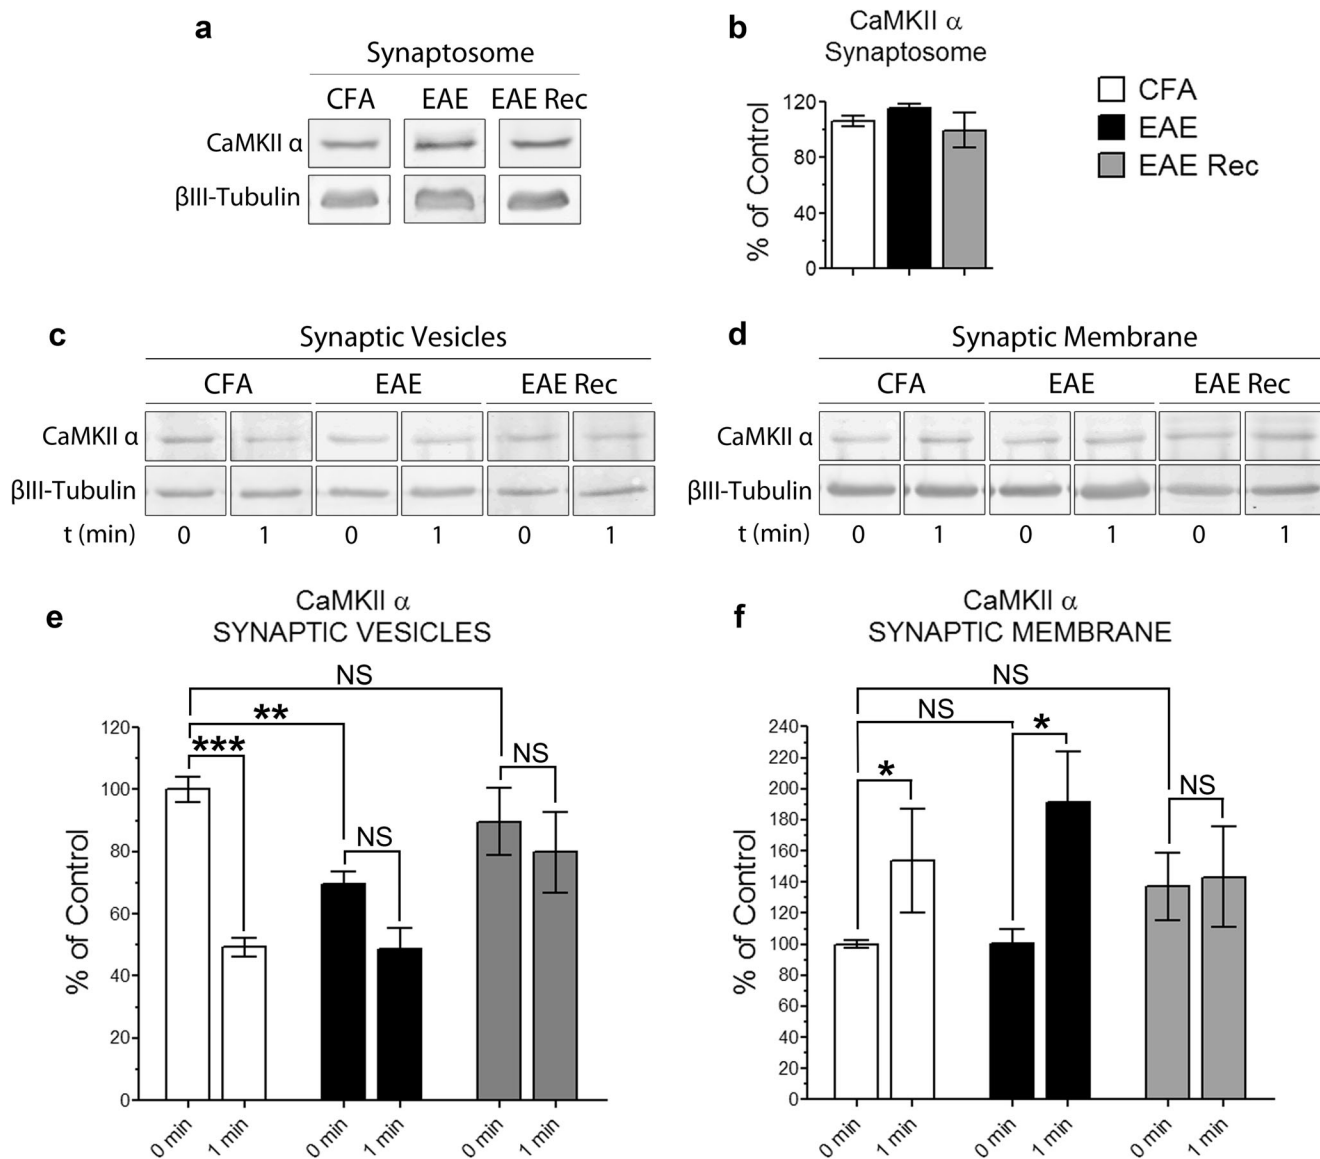 a
Synaptosome
CFA EAE EAE Rec
CaMKII α
βIII-Tubulin
b
CaMKII α
Synaptosome
% of Control
120
80
40
0
CFA
EAE
EAE Rec
c
Synaptic Vesicles
CFA EAE EAE Rec
CaMKII α
βIII-Tubulin
t (min) 0 1 0 1 0 1
d
Synaptic Membrane
CFA EAE EAE Rec
CaMKII α
βIII-Tubulin
t (min) 0 1 0 1 0 1
e
CaMKII α
SYNAPTIC VESICLES
NS
**
***
NS
NS
% of Control
120
100
80
60
40
20
0
0 min 1 min 0 min 1 min 0 min 1 min
f
CaMKII α
SYNAPTIC MEMBRANE
NS
NS
*
*
NS
% of Control
240
220
200
180
160
140
120
100
80
60
40
20
0
0 min 1 min 0 min 1 min 0 min 1 min